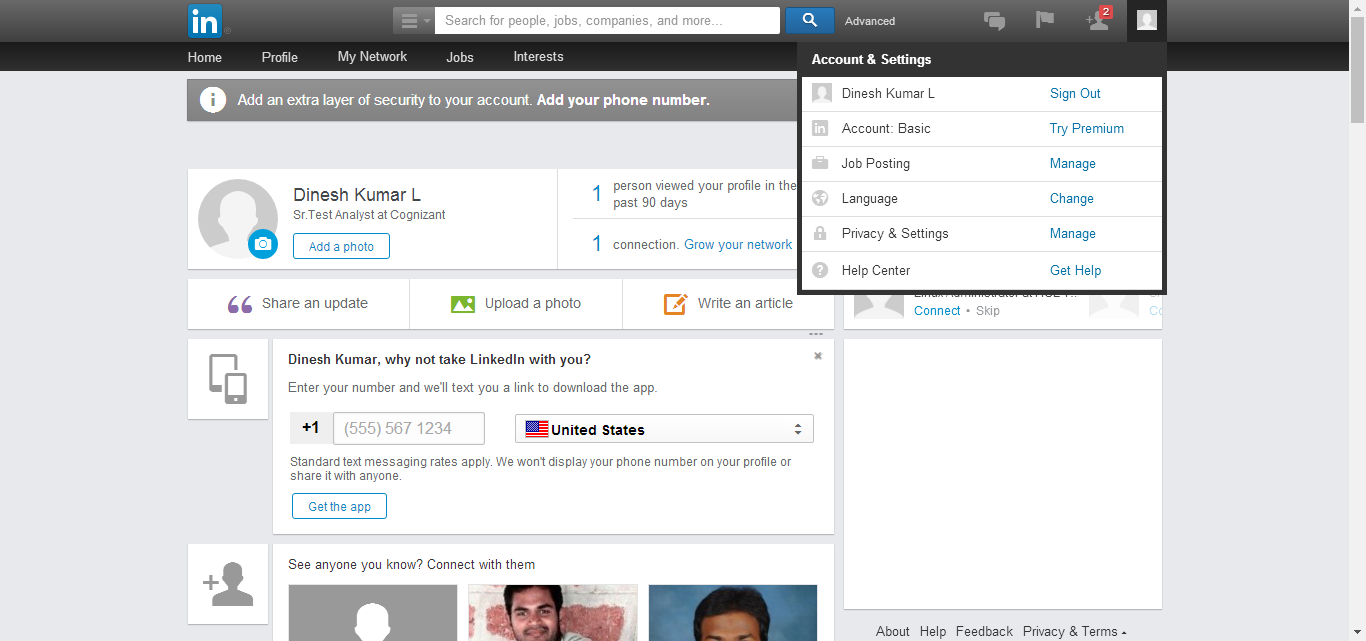 in
Search for people, jobs, companies, and more...
Advanced
2
Home Profile My Network Jobs Interests
Account & Settings
Dinesh Kumar L Sign Out
in Account: Basic Try Premium
Job Posting Manage
Language Change
Privacy & Settings Manage
? Help Center Get Help
i Add an extra layer of security to your account. Add your phone number.
Dinesh Kumar L
Sr.Test Analyst at Cognizant
Add a photo
1 person viewed your profile in the
past 90 days
1 connection. Grow your network
Share an update Upload a photo Write an article
Connect • Skip
Dinesh Kumar, why not take LinkedIn with you?
Enter your number and we'll text you a link to download the app.
+1 (555) 567 1234 United States
Standard text messaging rates apply. We won't display your phone number on your profile or
share it with anyone.
Get the app
See anyone you know? Connect with them
About Help Feedback Privacy & Terms